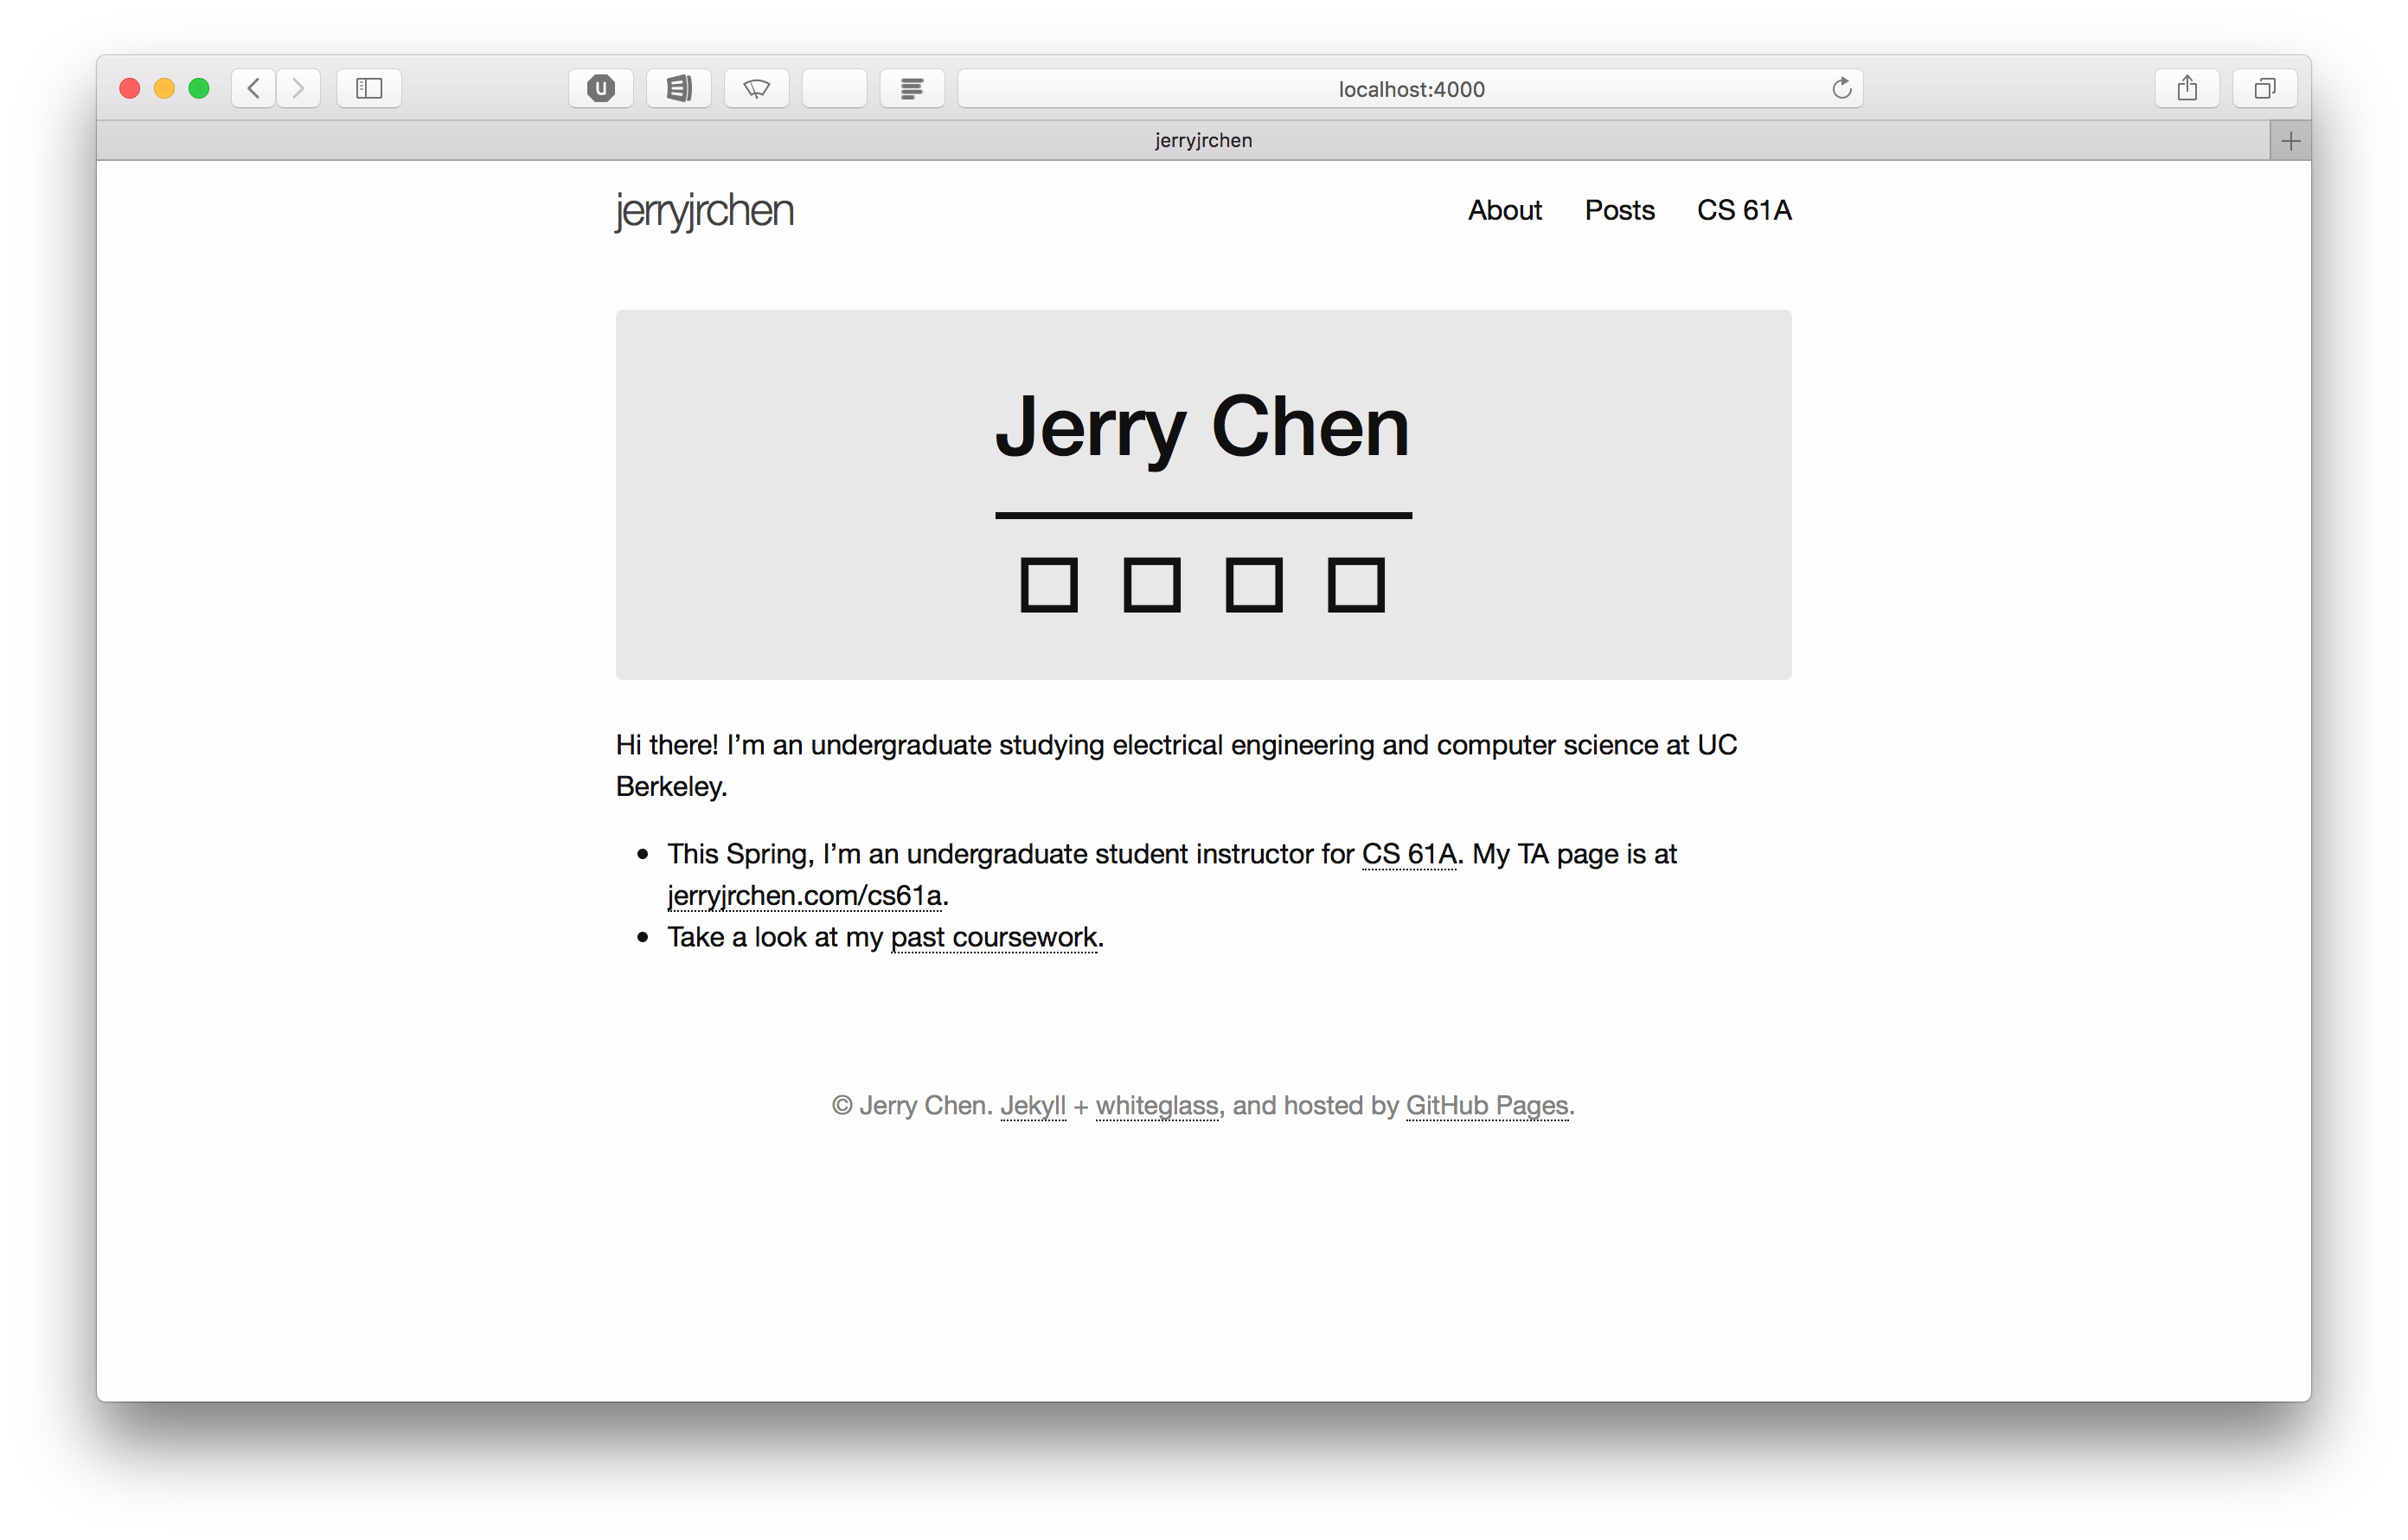 localhost:4000
jerryjrchen
jerryjrchen
About Posts CS 61A
Jerry Chen
Hi there! I’m an undergraduate studying electrical engineering and computer science at UC
Berkeley.
• This Spring, I’m an undergraduate student instructor for CS 61A. My TA page is at
jerryjrchen.com/cs61a.
• Take a look at my past coursework.
© Jerry Chen. Jekyll + whiteglass, and hosted by GitHub Pages.